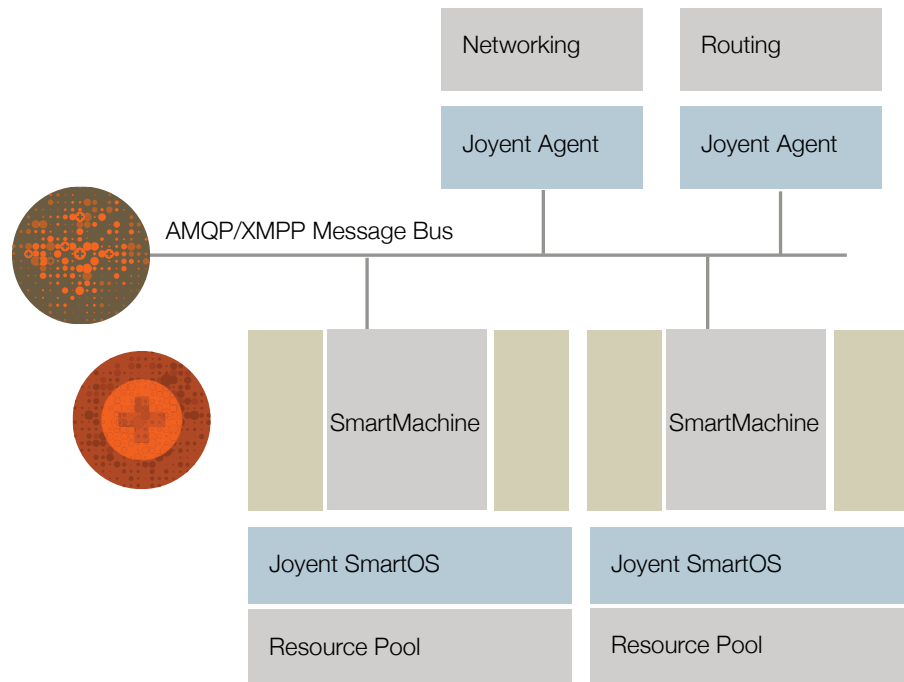 Networking
Routing
Joyent Agent
Joyent Agent
AMQP/XMPP Message Bus
SmartMachine
SmartMachine
Joyent SmartOS
Joyent SmartOS
Resource Pool
Resource Pool